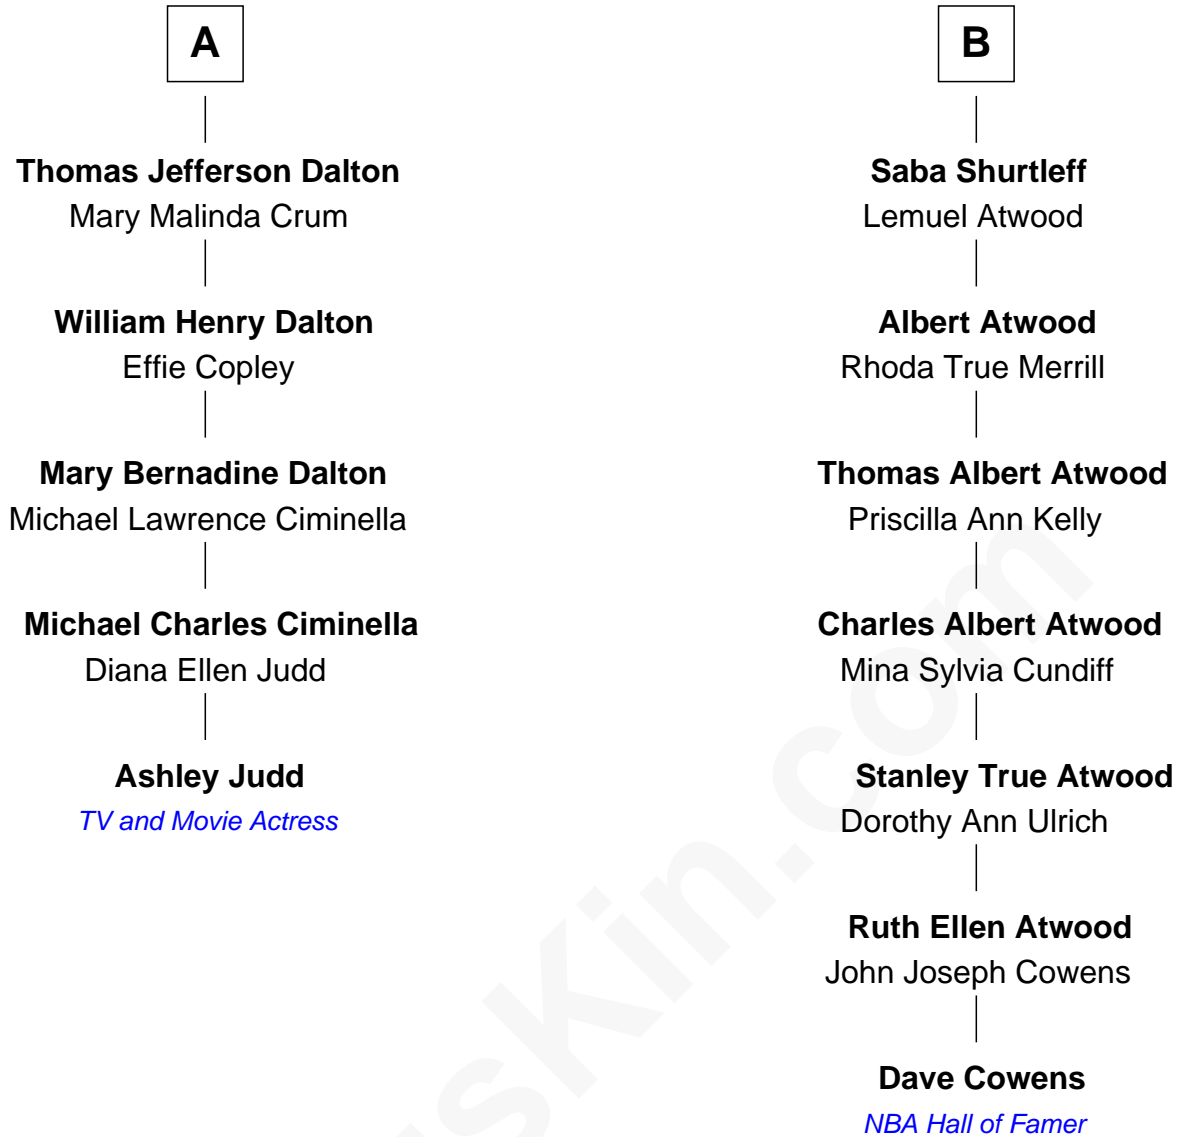 A
Thomas Jefferson Dalton
Mary Malinda Crum
William Henry Dalton
Effie Copley
Mary Bernadine Dalton
Michael Lawrence Ciminella
Michael Charles Ciminella
Diana Ellen Judd
Ashley Judd
TV and Movie Actress
B
Saba Shurtleff
Lemuel Atwood
Albert Atwood
Rhoda True Merrill
Thomas Albert Atwood
Priscilla Ann Kelly
Charles Albert Atwood
Mina Sylvia Cundiff
Stanley True Atwood
Dorothy Ann Ulrich
Ruth Ellen Atwood
John Joseph Cowens
Dave Cowens
NBA Hall of Famer